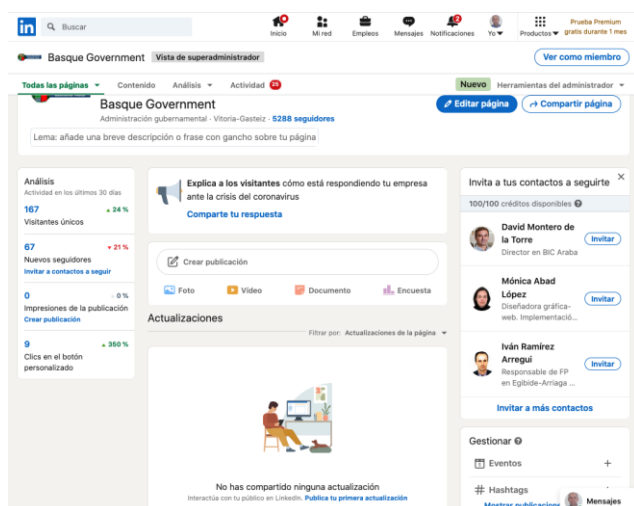 in
Buscar
Inicio
Mi red
Empleos
Mensajes
Notificaciones
Yo
Productos
Prueba Premium
gratis durante 1 mes
Basque Government
Vista de superadministrador
Ver como miembro
Todas las páginas
Contenido
Análisis
Actividad
25
Nuevo
Herramientas del administrador
Basque Government
Administración gubernamental · Vitoria-Gasteiz · 5288 seguidores
Editar página
Compartir página
Lema: añade una breve descripción o frase con gancho sobre tu página
Análisis
Actividad en los últimos 30 días
167
24 %
Visitantes únicos
67
21 %
Nuevos seguidores
Invitar a contactos a seguir
0
0 %
Impresiones de la publicación
Crear publicación
9
350 %
Clics en el botón
personalizado
Explica a los visitantes cómo está respondiendo tu empresa
ante la crisis del coronavirus
Comparte tu respuesta
Crear publicación
Foto
Vídeo
Documento
Encuesta
Actualizaciones
Filtrar por: Actualizaciones de la página
No has compartido ninguna actualización
Interactúa con tu público en LinkedIn. Publica tu primera actualización
Invita a tus contactos a seguirte
100/100 créditos disponibles
David Montero de
la Torre
Director en BIC Araba
Invitar
Mónica Abad
López
Diseñadora gráfica-
web. Implementació...
Invitar
Iván Ramírez
Arregui
Responsable de FP
en Egibide-Arriaga ...
Invitar
Invitar a más contactos
Gestionar
Eventos
+
# Hashtags
Mostrar publicacione
Mensajes